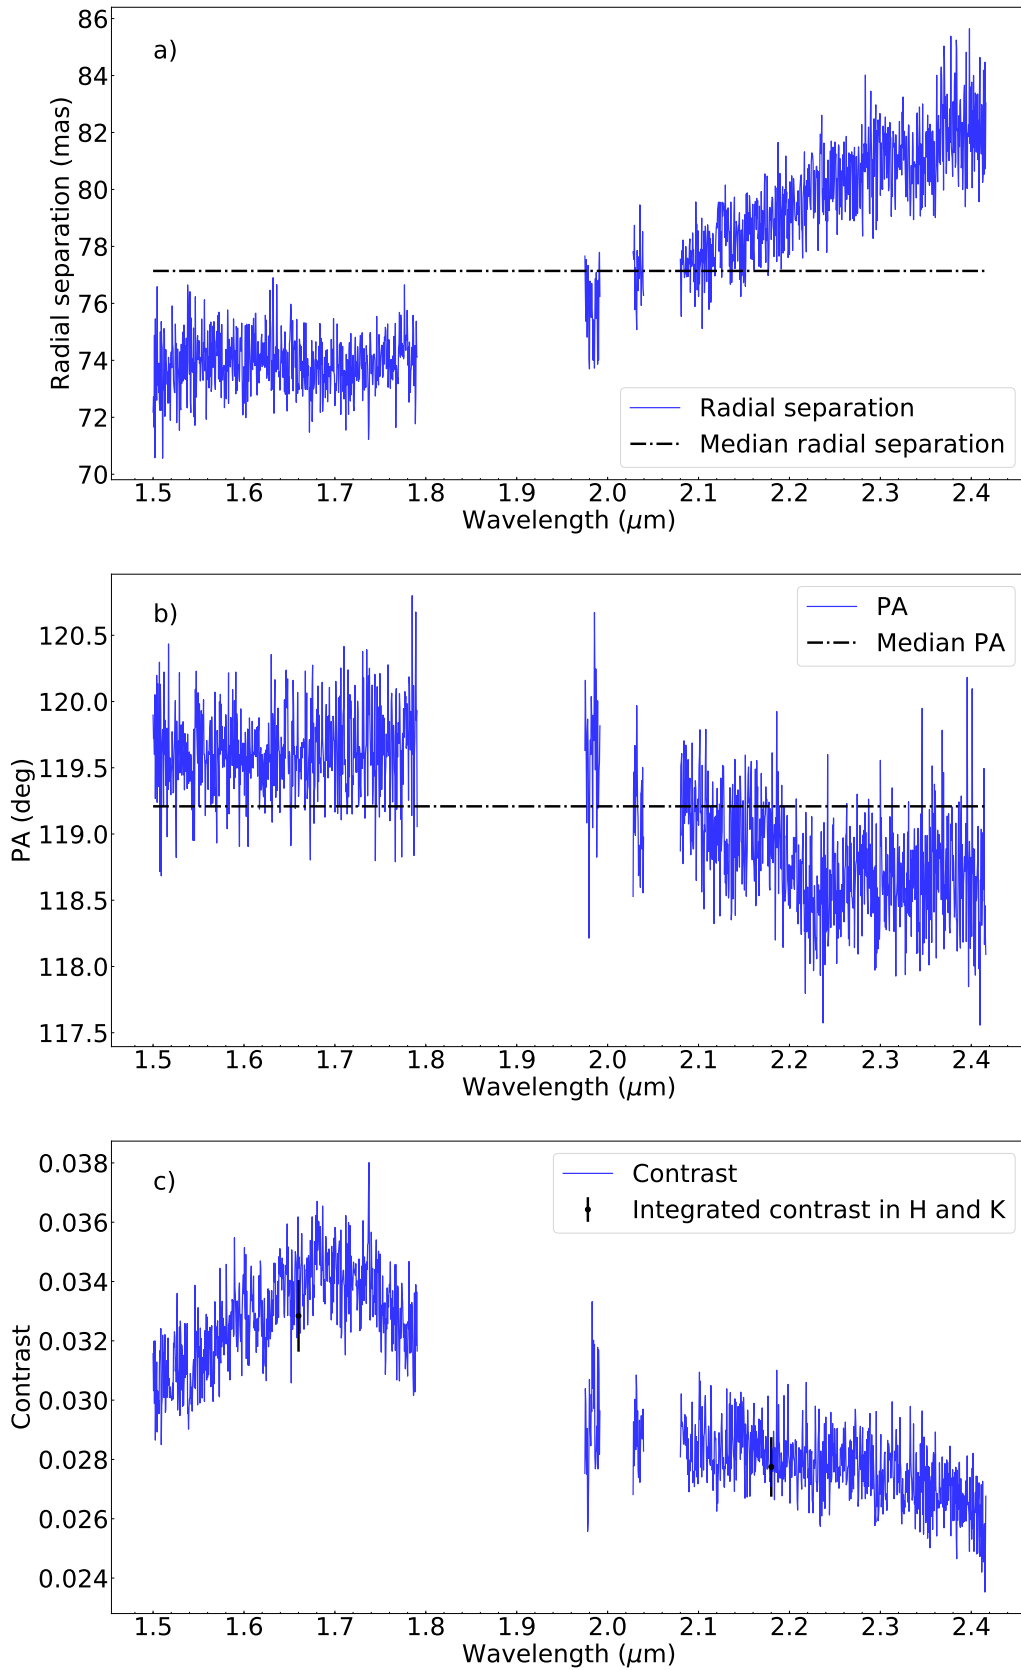 86
84
82
80
78
76
74
72
70
Radial separation (mas)
a)
Radial separation
Median radial separation
1.5 1.6 1.7 1.8 1.9 2.0 2.1 2.2 2.3 2.4
Wavelength (μm)
120.5
120.0
119.5
119.0
118.5
118.0
117.5
PA (deg)
b)
PA
Median PA
1.5 1.6 1.7 1.8 1.9 2.0 2.1 2.2 2.3 2.4
Wavelength (μm)
0.038
0.036
0.034
0.032
0.030
0.028
0.026
0.024
Contrast
c)
Contrast
Integrated contrast in H and K
1.5 1.6 1.7 1.8 1.9 2.0 2.1 2.2 2.3 2.4
Wavelength (μm)